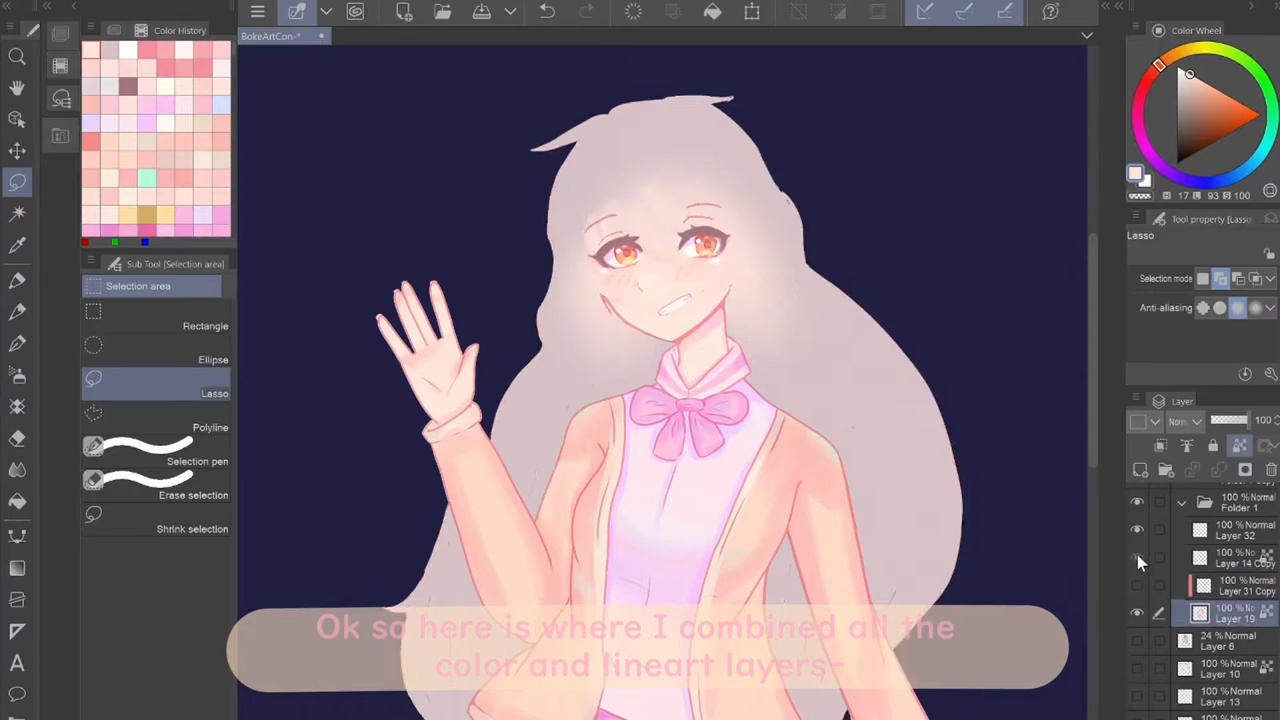 Color History
BokeArtCon-*
Color Wheel
H 17 L 93 S 100
Sub Tool [Selection area]
Selection area
Rectangle
Ellipse
Lasso
Polyline
Selection pen
Erase selection
Shrink selection
Tool property [Lasso]
Lasso
Selection mode
Anti-aliasing
Layer
Norm
100
100 % Normal
Folder 1
100 % Normal
Layer 32
100 % No
Layer 14 Copy
100 % Normal
Layer 31 Copy
100 % No
Layer 19
24 % Normal
Layer 6
100 % Normal
Layer 10
100 % Normal
Layer 13
Ok so here is where I combined all the
color and lineart layers-